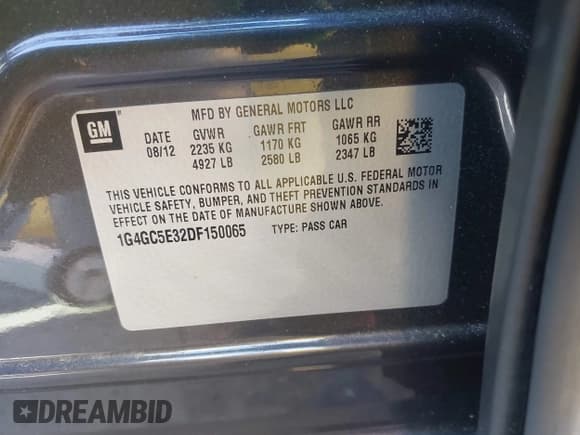 GM
MFD BY GENERAL MOTORS LLC
DATE GVWR GAWR FRT GAWR RR
08/12 2235 KG 1170 KG 1065 KG
4927 LB 2580 LB 2347 LB
THIS VEHICLE CONFORMS TO ALL APPLICABLE U.S. FEDERAL MOTOR
VEHICLE SAFETY, BUMPER, AND THEFT PREVENTION STANDARDS IN
EFFECT ON THE DATE OF MANUFACTURE SHOWN ABOVE.
1G4GC5E32DF150065 TYPE: PASS CAR
DREAMBID